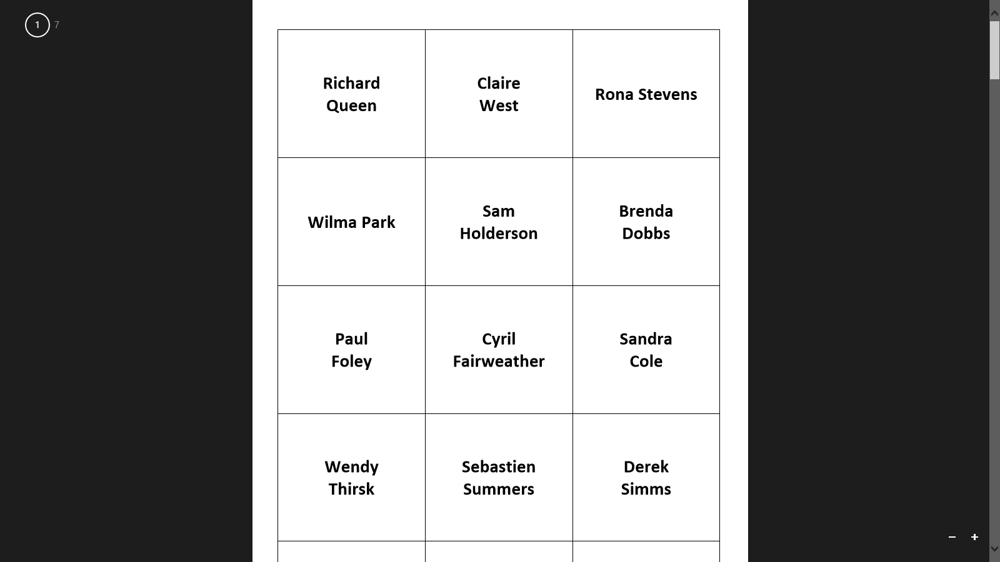 1 7
Richard
Queen
Claire
West
Rona Stevens
Wilma Park
Sam
Holderson
Brenda
Dobbs
Paul
Foley
Cyril
Fairweather
Sandra
Cole
Wendy
Thirsk
Sebastien
Summers
Derek
Simms